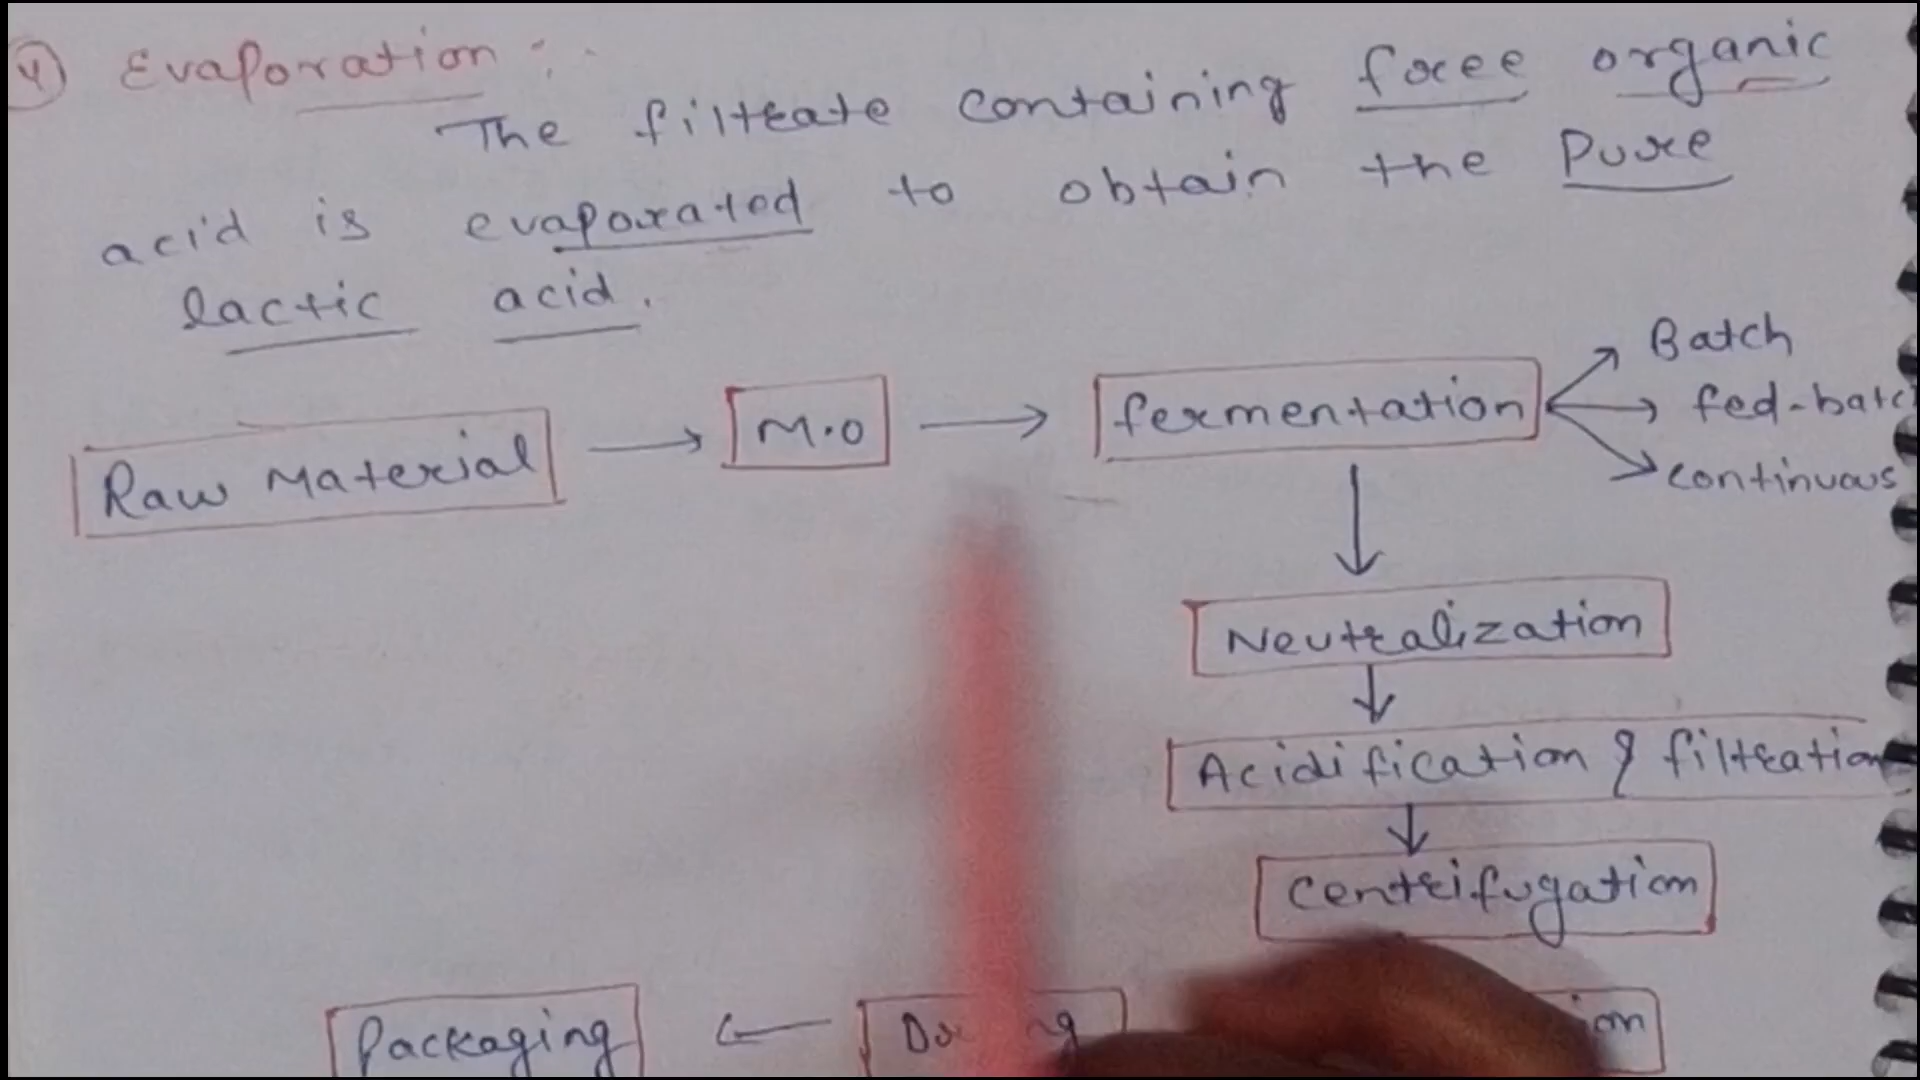 4) Evaporation :-
The filtrate containing free organic
acid is evaporated to obtain the Pure
lactic acid.
Raw Material → M.O → fermentation → Batch
→ fed-batc
→ continuous
↓
Neutralization
↓
Acidification & filtration
↓
Centrifugation
Packaging ←